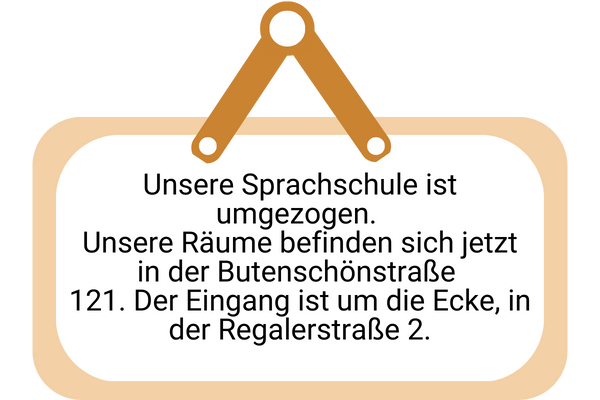 Unsere Sprachschule ist
umgezogen.
Unsere Räume befinden sich jetzt
in der Butenschönstraße
121. Der Eingang ist um die Ecke, in
der Regalerstraße 2.